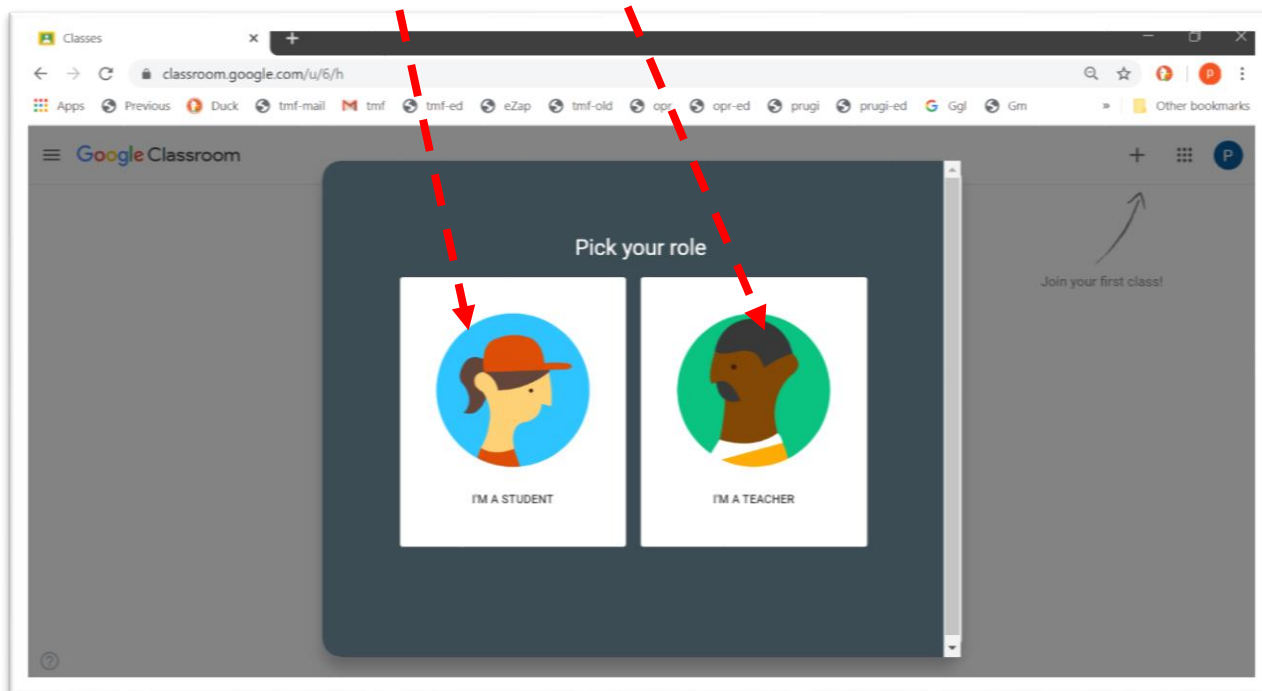 Classes
classroom.google.com/u/6/h
P
Apps Previous Duck tmf-mail tmf tmf-ed eZap tmf-old opr opr-ed prugi prugi-ed Ggl Gm » Other bookmarks
Google Classroom
P
Pick your role
Join your first class!
I'M A STUDENT I'M A TEACHER